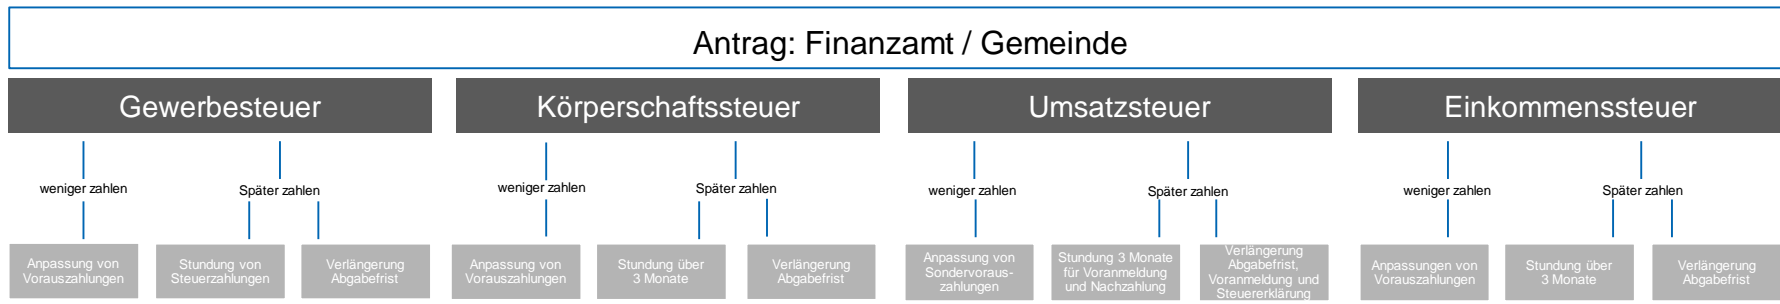 Antrag: Finanzamt / Gemeinde
Gewerbesteuer
Körperschaftssteuer
Umsatzsteuer
Einkommenssteuer
weniger zahlen
Später zahlen
weniger zahlen
Später zahlen
weniger zahlen
Später zahlen
weniger zahlen
Später zahlen
Anpassung von
Vorauszahlungen
Stundung von
Steuerzahlungen
Verlängerung
Abgabefrist
Anpassung von
Vorauszahlungen
Stundung über
3 Monate
Verlängerung
Abgabefrist
Anpassung von
Sondervoraus-
zahlungen
Stundung 3 Monate
für Voranmeldung
und Nachzahlung
Verlängerung
Abgabefrist,
Voranmeldung und
Steuererklärung
Anpassungen von
Vorauszahlungen
Stundung über
3 Monate
Verlängerung
Abgabefrist